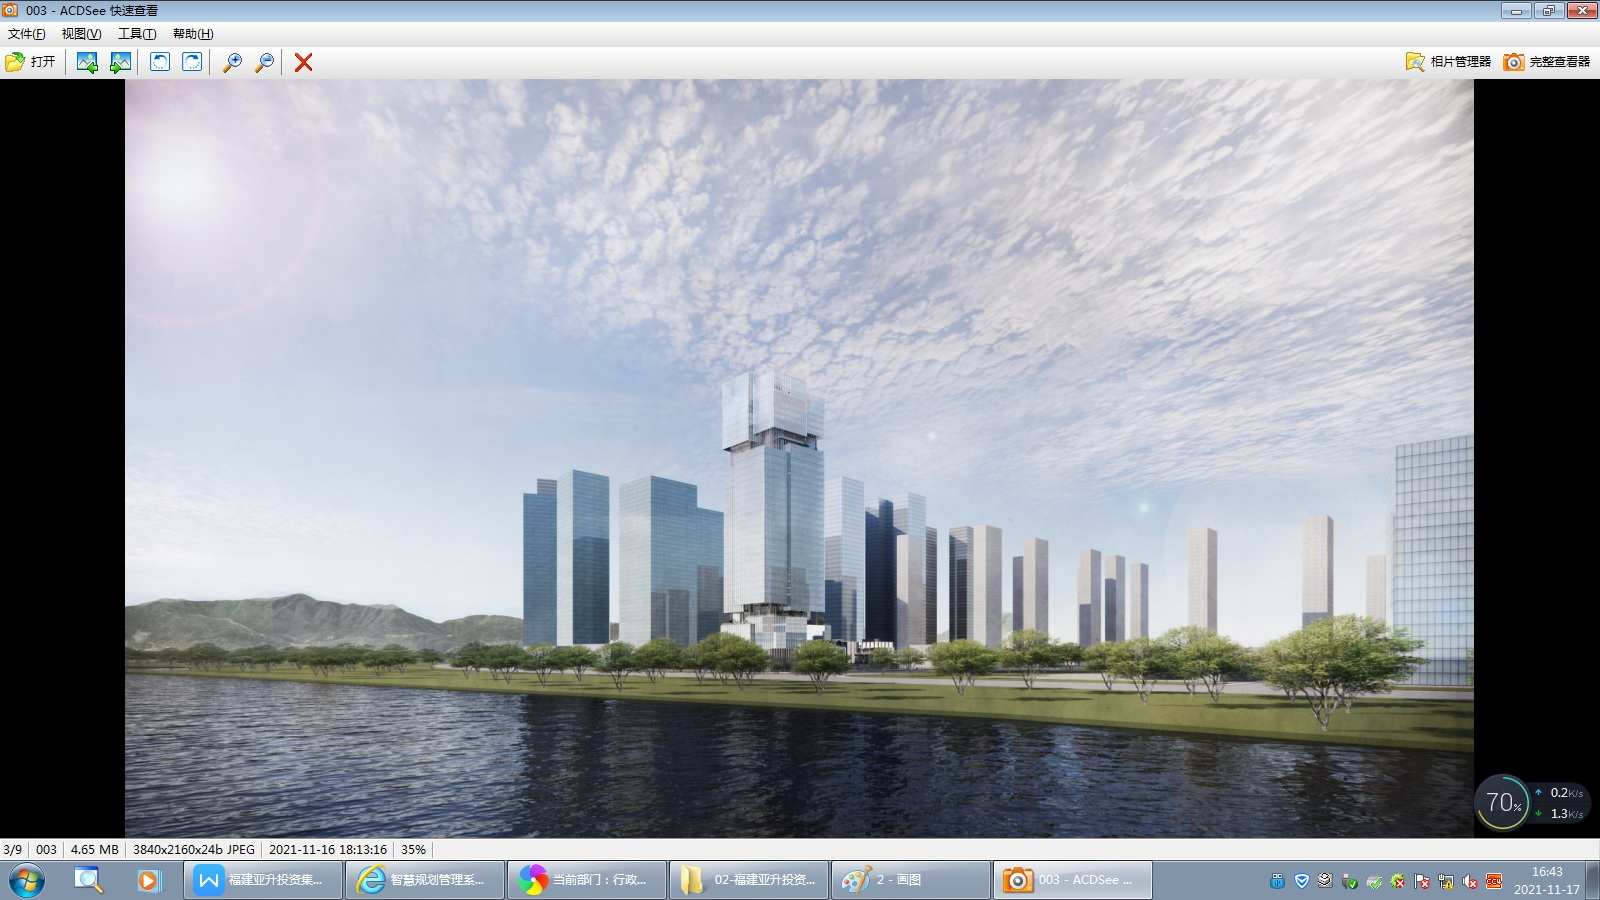 003 - ACDSee 快速查看
文件(F) 视图(V) 工具(T) 帮助(H)
打开 相片管理器 完整查看器
70% 0.2K/s
1.3K/s
3/9 003 4.65 MB 3840x2160x24b JPEG 2021-11-16 18:13:16 35%
福建亚升投资集... 智慧规划管理系... 当前部门：行政... 02-福建亚升投资... 2 - 画图 003 - ACDSee ... 16:43
2021-11-17